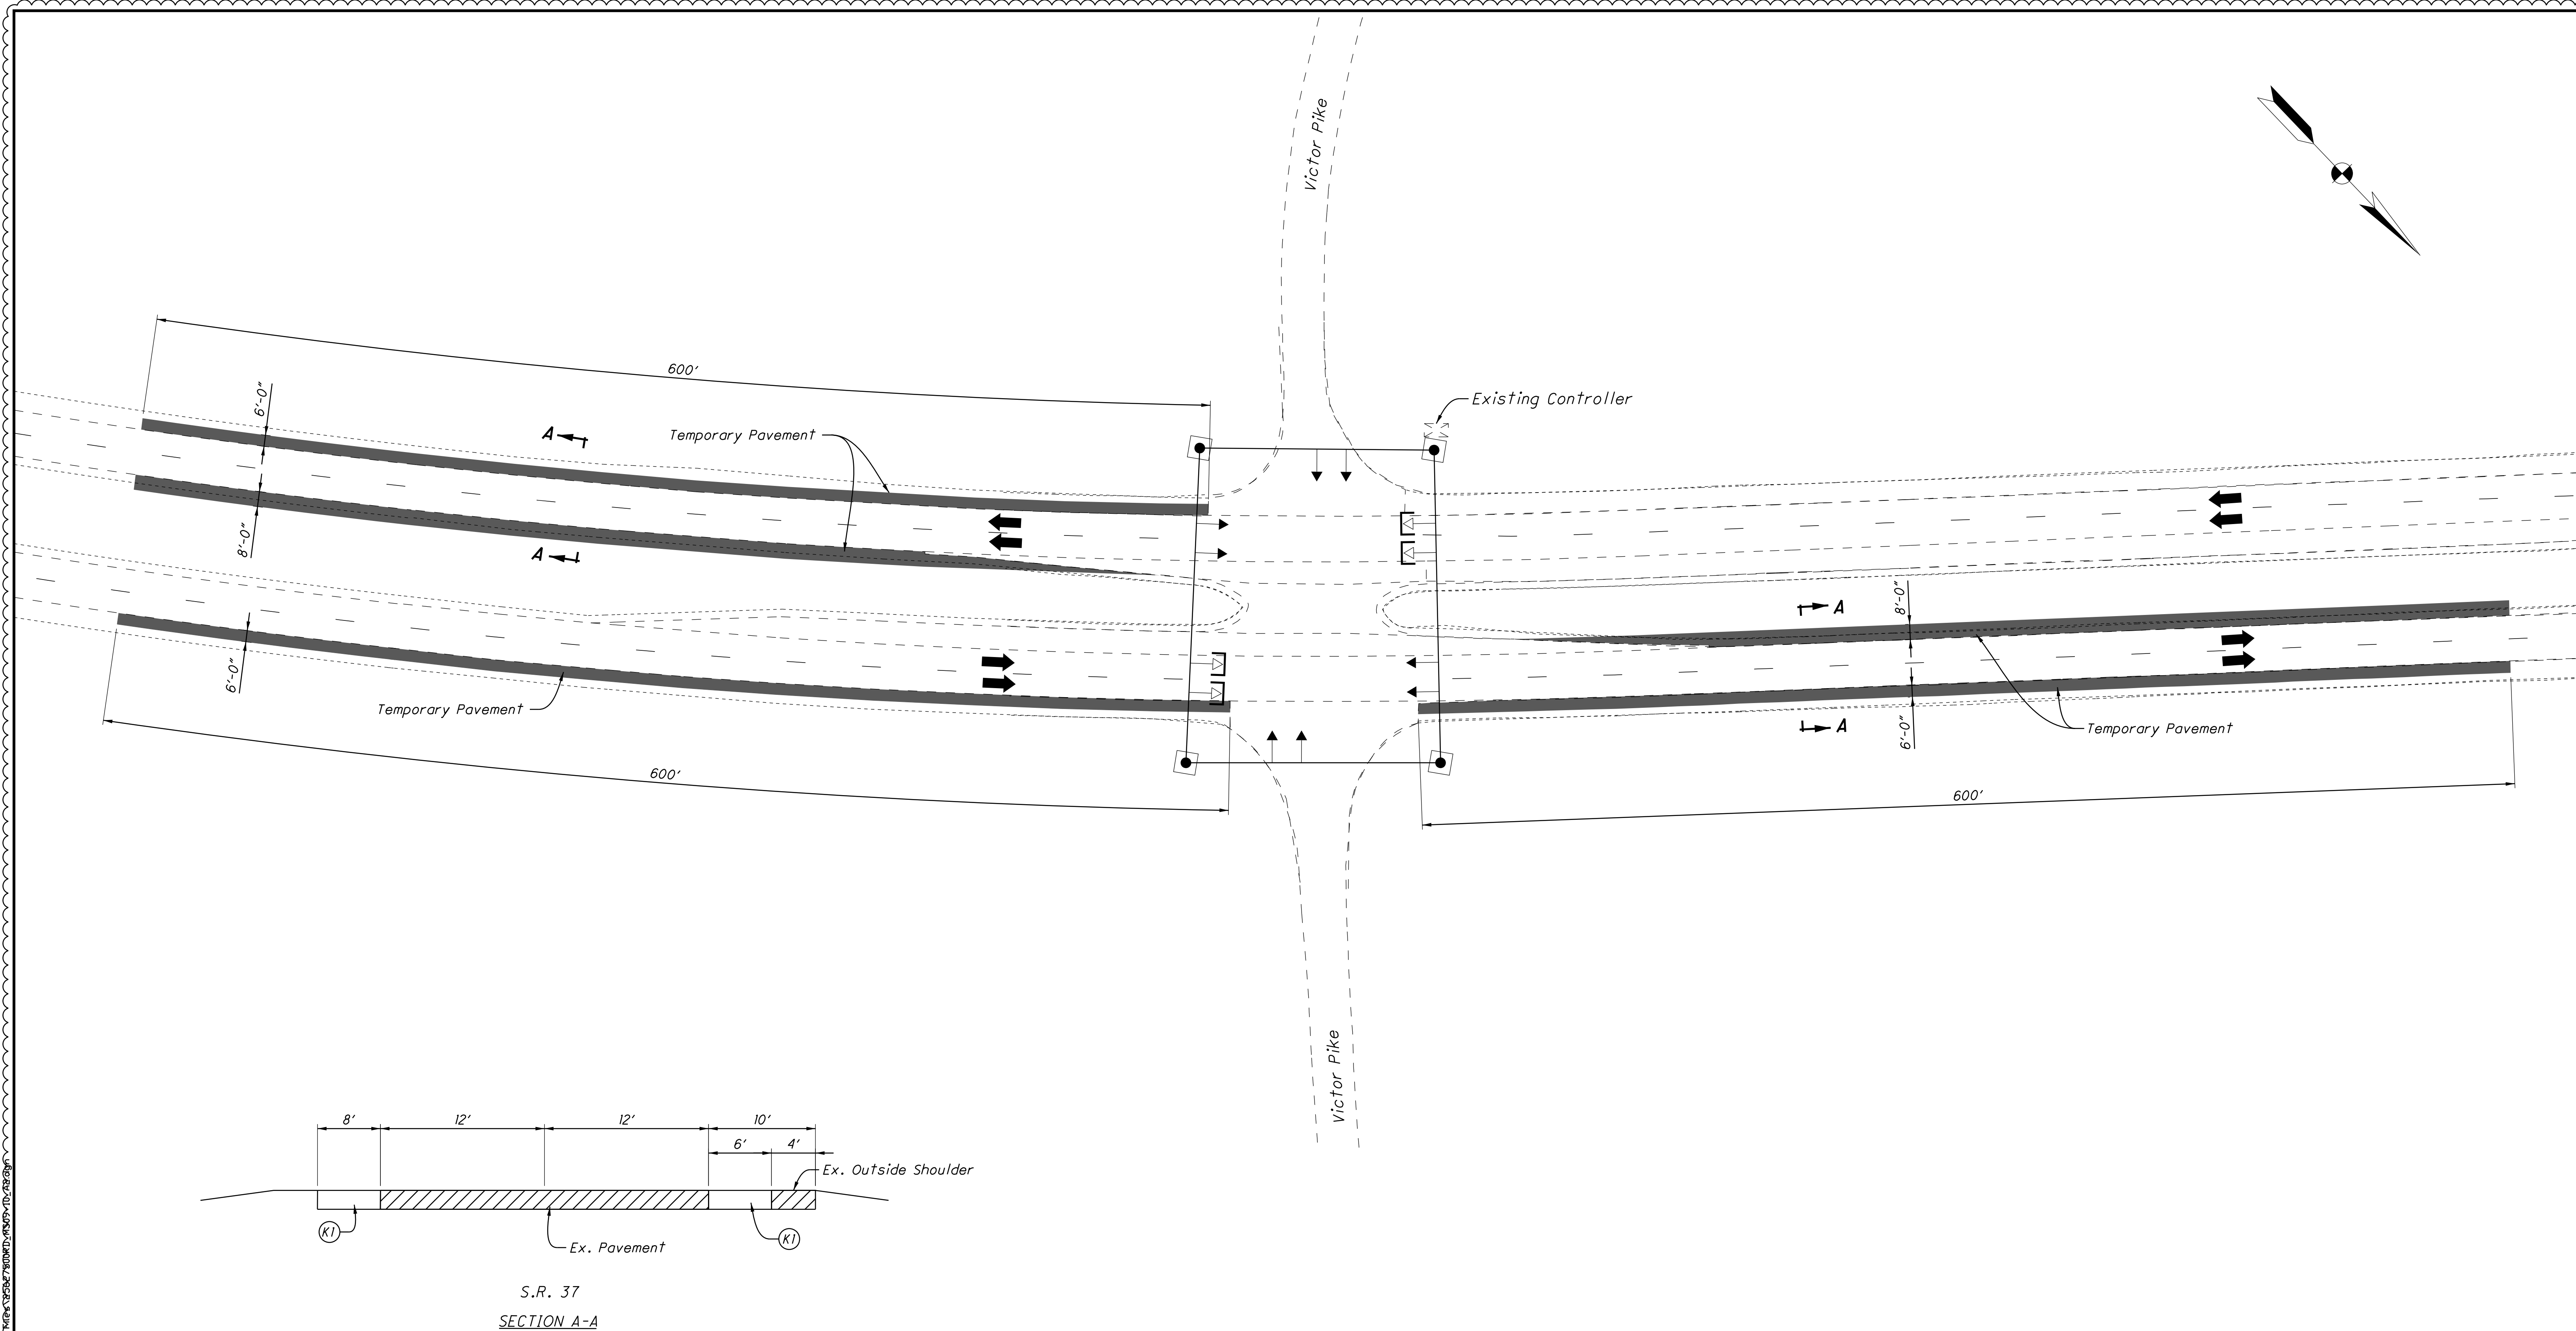 Victor Pike
600'
6'-0"
Existing Controller
A
Temporary Pavement
8'-0"
A
A
8'-0"
6'-0"
Temporary Pavement
A
6'-0"
Temporary Pavement
600'
600'
Victor Pike
8'
12'
12'
10'
6'
4'
Ex. Outside Shoulder
K1
K1
Ex. Pavement
S.R. 37
SECTION A-A